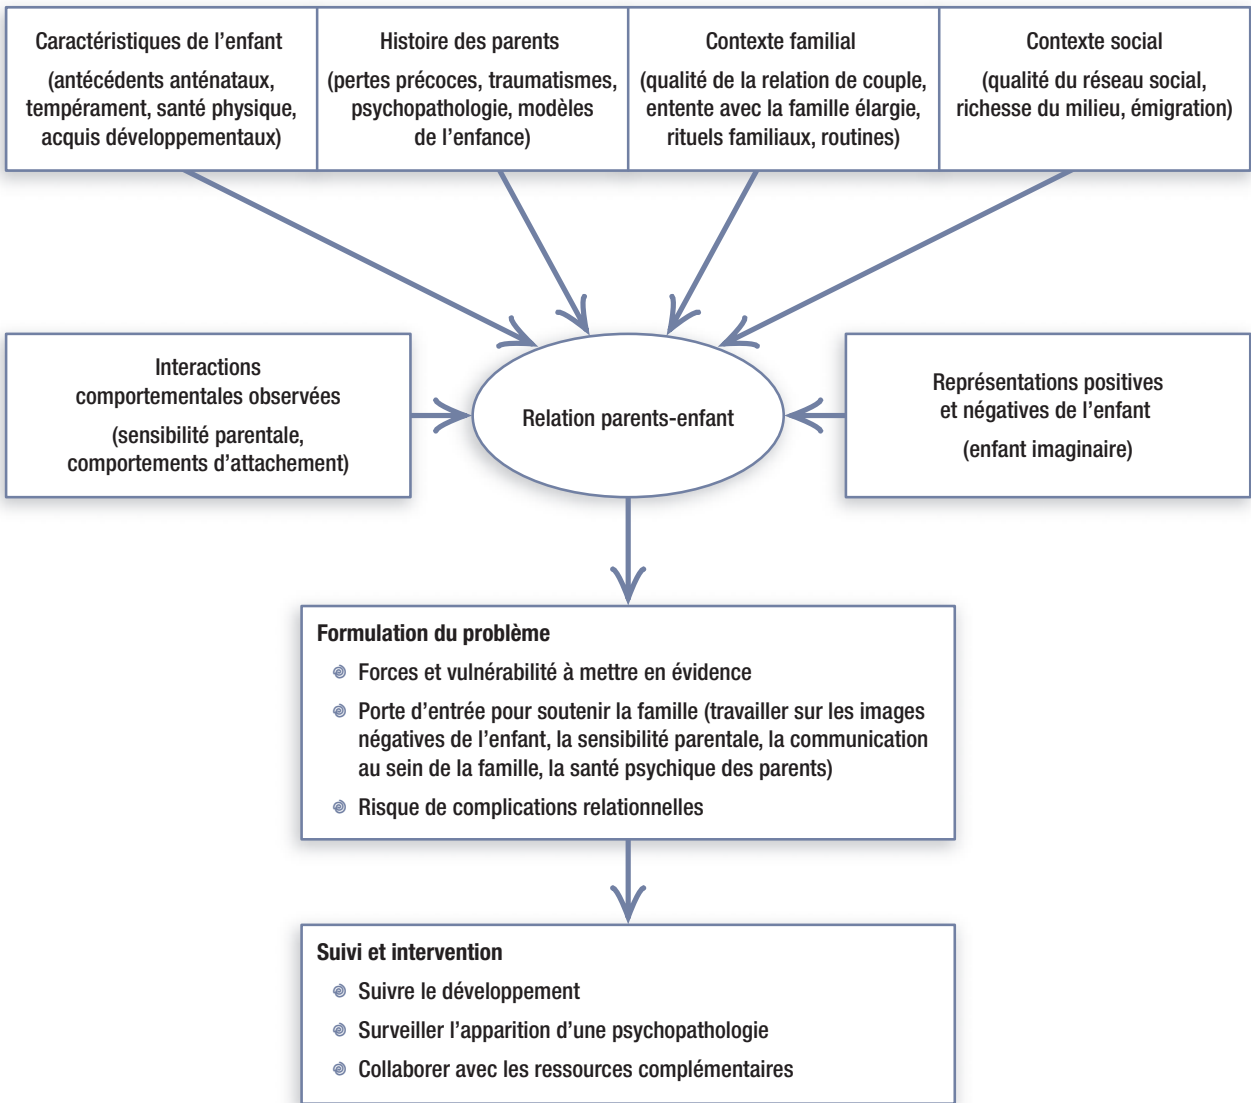 Caractéristiques de l’enfant
(antécédents anténataux,
tempérament, santé physique,
acquis développementaux)
Histoire des parents
(pertes précoces, traumatismes,
psychopathologie, modèles
de l’enfance)
Contexte familial
(qualité de la relation de couple,
entente avec la famille élargie,
rituels familiaux, routines)
Contexte social
(qualité du réseau social,
richesse du milieu, émigration)
Interactions
comportementales observées
(sensibilité parentale,
comportements d’attachement)
Relation parents-enfant
Représentations positives
et négatives de l’enfant
(enfant imaginaire)
Formulation du problème
Forces et vulnérabilité à mettre en évidence
Porte d’entrée pour soutenir la famille (travailler sur les images
négatives de l’enfant, la sensibilité parentale, la communication
au sein de la famille, la santé psychique des parents)
Risque de complications relationnelles
Suivi et intervention
Suivre le développement
Surveiller l’apparition d’une psychopathologie
Collaborer avec les ressources complémentaires